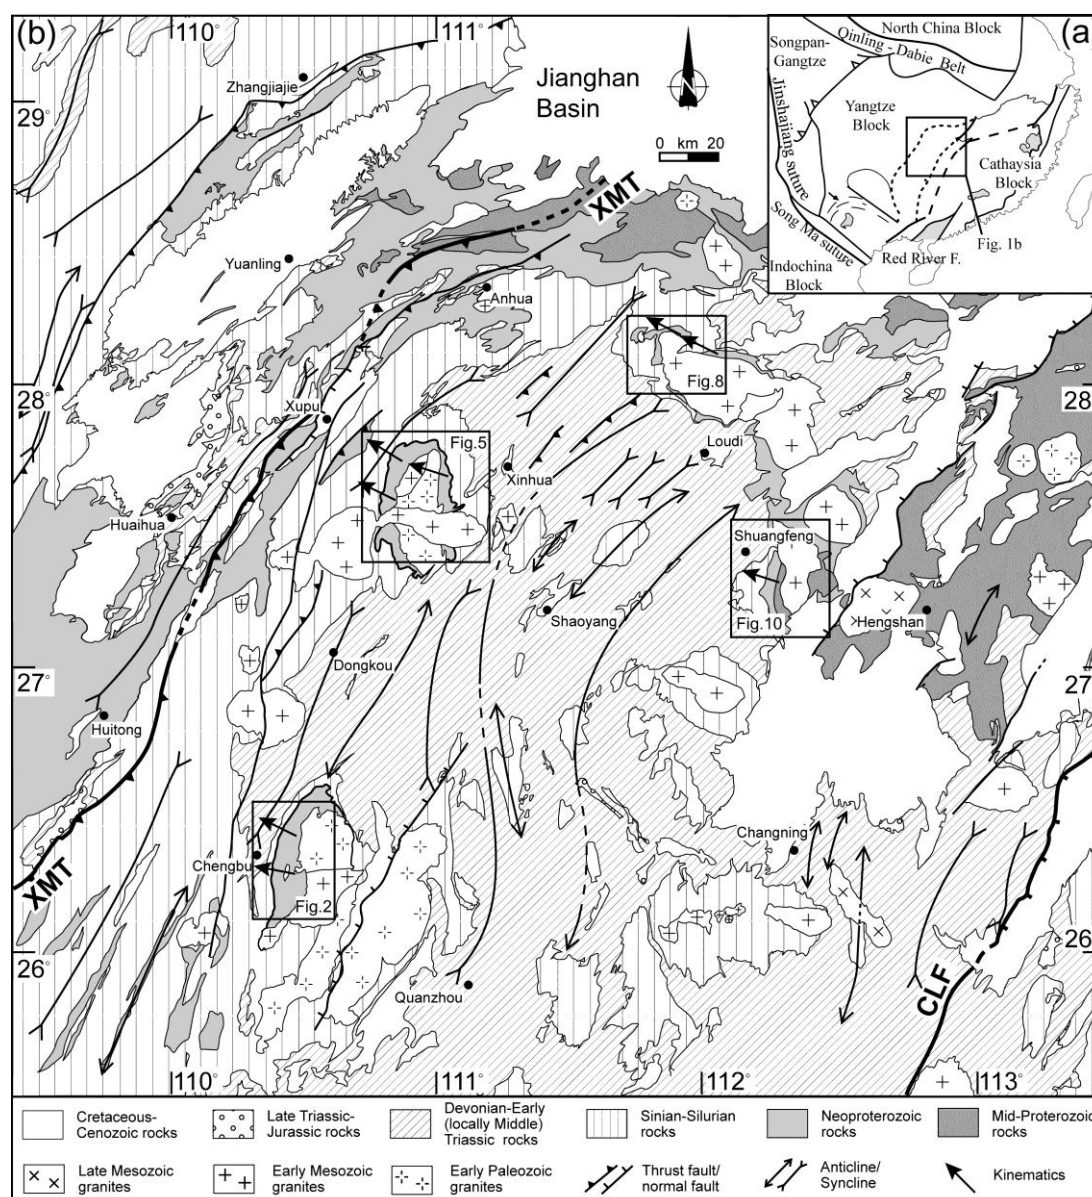 (b)
110°
111°
(a)
North China Block
Songpan-
Gangtze
Qinling - Dabie Belt
Jinshajiang suture
Yangtze
Block
Cathaysia
Block
Song Ma suture
Fig. 1b
Red River F.
Indochina
Block
Zhangjiajie
Jianghan
Basin
29°
0 km 20
XMT
Yuanling
Anhua
28°
28
Fig.8
Xupu
Loudi
Fig.5
Xinhua
Huaihua
Shuangfeng
Shaoyang
Fig.10
Hengshan
Dongkou
27°
27
Huitong
Changning
Chengbu
XMT
Fig.2
26°
26
Quanzhou
CLF
110°
111°
112°
113°
Cretaceous-
Cenozoic rocks
Late Triassic-
Jurassic rocks
Devonian-Early
(locally Middle)
Triassic rocks
Sinian-Silurian
rocks
Neoproterozoic
rocks
Mid-Proterozoic
rocks
Late Mesozoic
granites
Early Mesozoic
granites
Early Paleozoic
granites
Thrust fault/
normal fault
Anticline/
Syncline
Kinematics